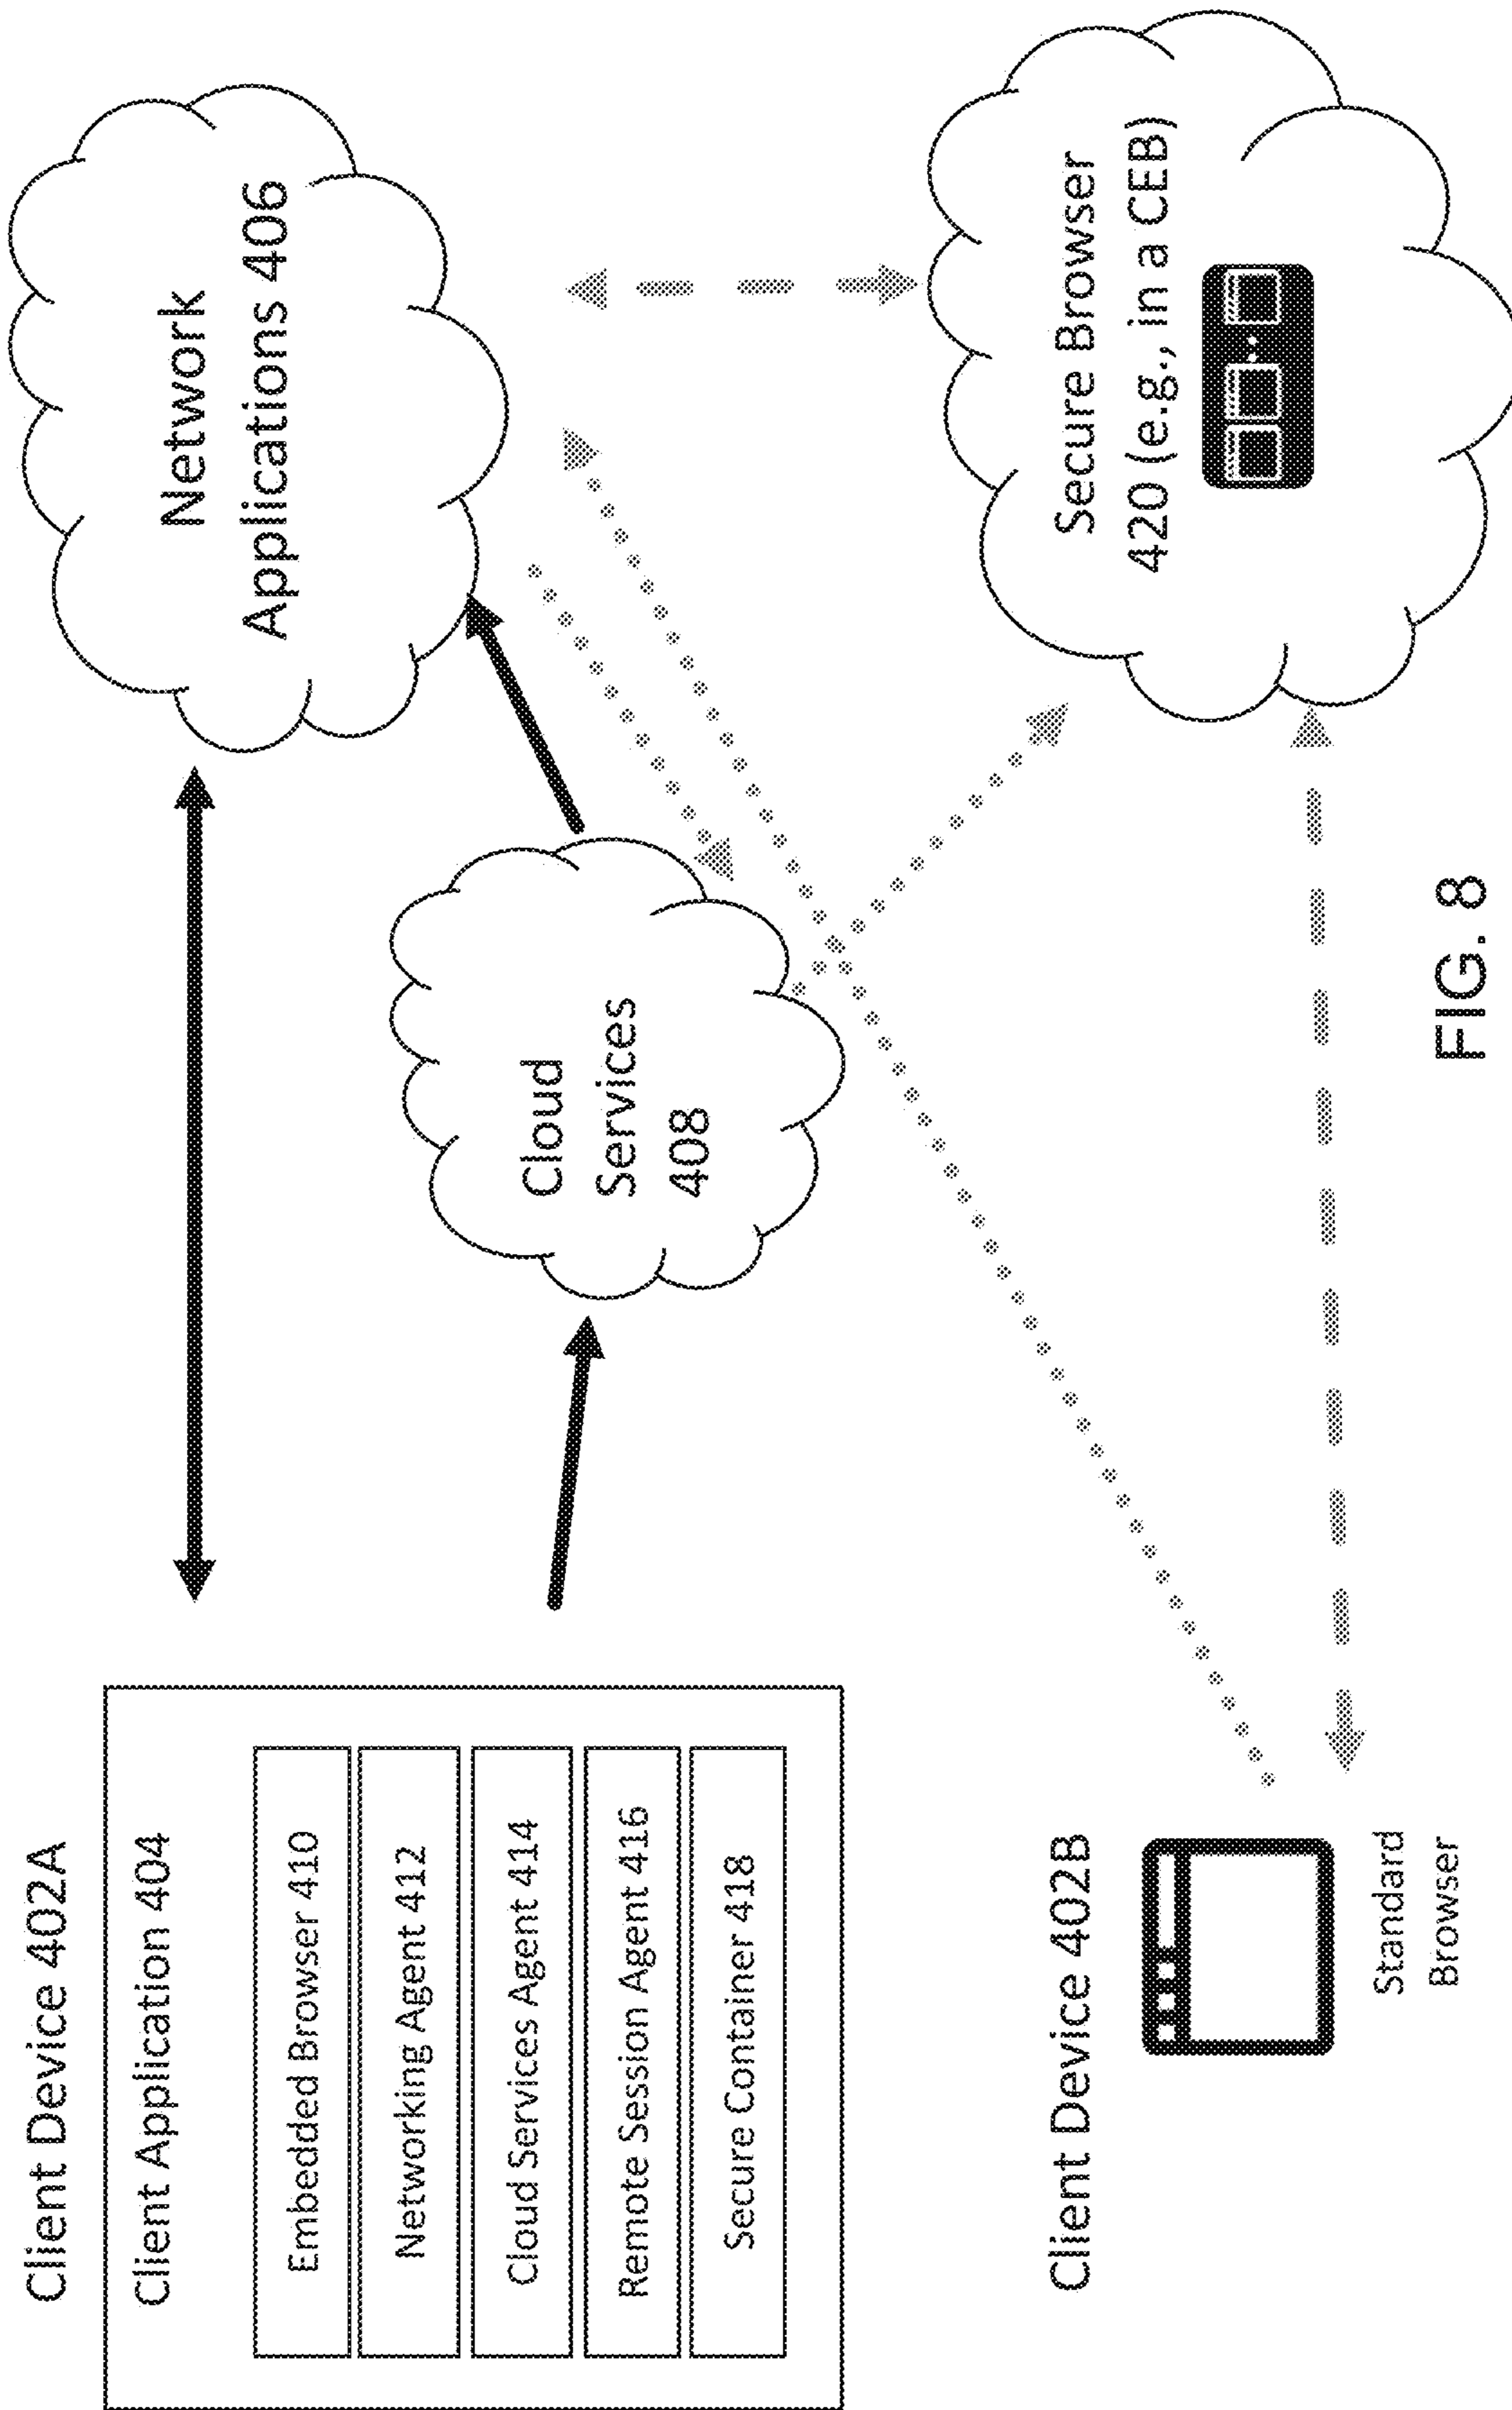 Client Device 402A
Client Application 404
Embedded Browser 410
Networking Agent 412
Cloud Services Agent 414
Remote Session Agent 416
Secure Container 418
Network
Applications 406
Cloud
Services
408
Client Device 402B
Standard
Browser
Secure Browser
420 (e.g., in a CEB)
FIG. 8